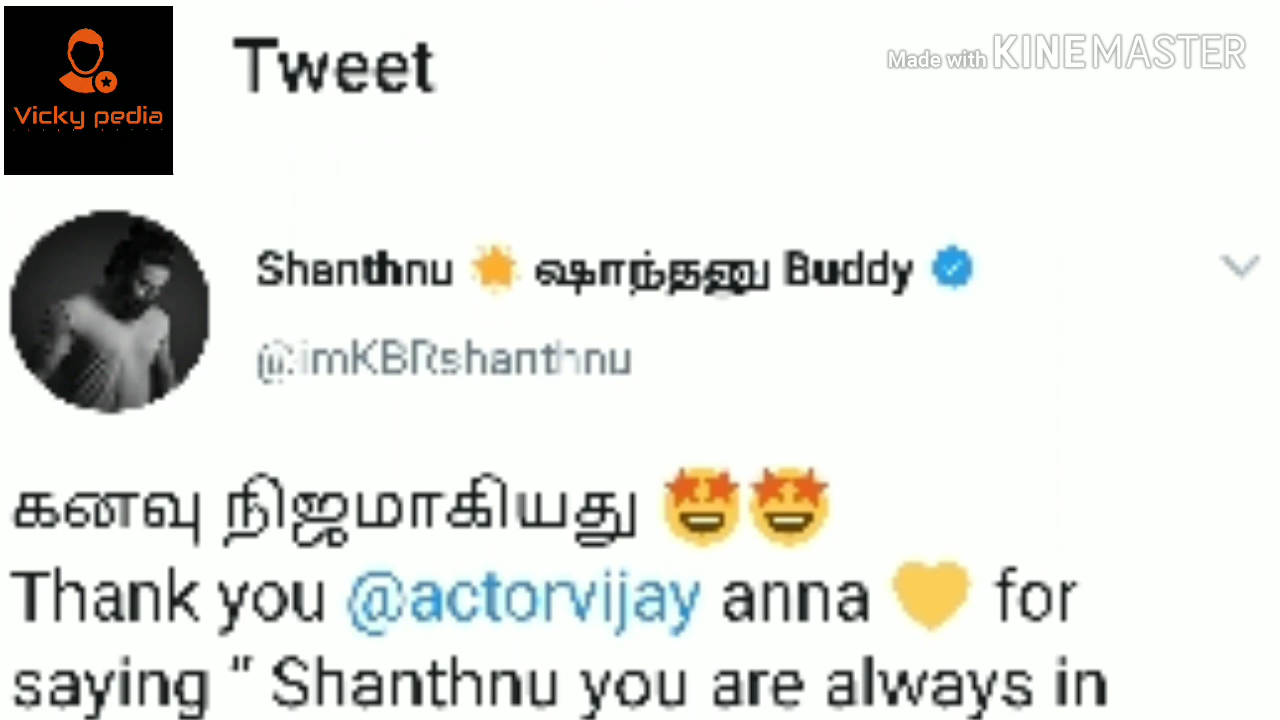 Vicky pedia
Tweet
Made with KINEMASTER
Shanthnu 🌟 ஷாந்தனு Buddy
@imKBRshanthnu
கனவு நிஜமாகியது 🤩🤩
Thank you @actorvijay anna 💛 for
saying “ Shanthnu you are always in